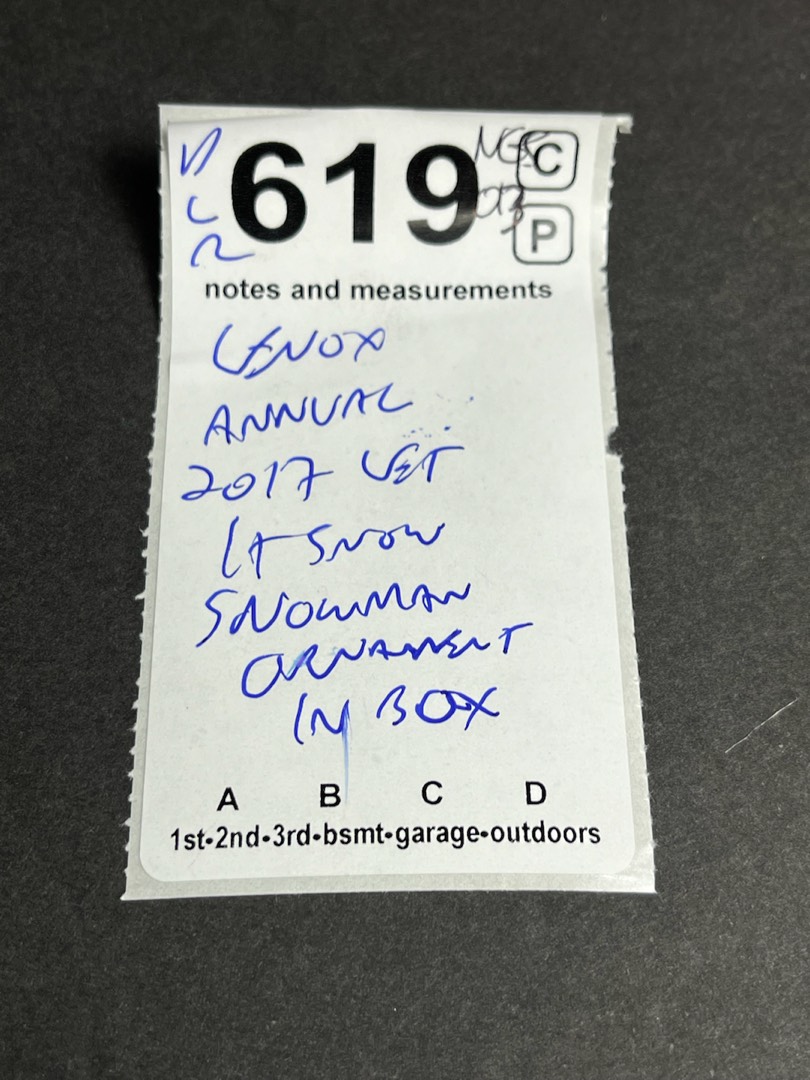 619
C
P
notes and measurements
LENOX
ANNUAL
2017 LET
IT SNOW
SNOWMAN
ORNAMENT
IN BOX
A B C D
1st•2nd•3rd•bsmt•garage•outdoors